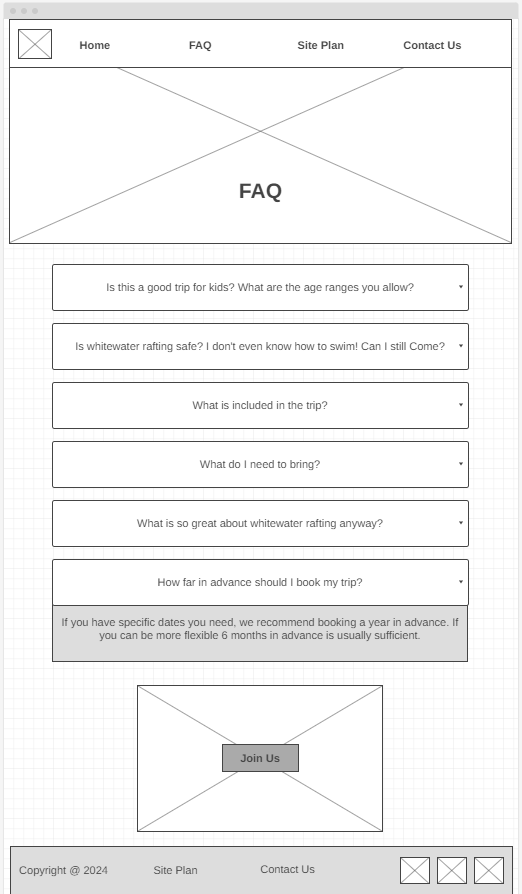 Home FAQ Site Plan Contact Us
FAQ
Is this a good trip for kids? What are the age ranges you allow?
Is whitewater rafting safe? I don't even know how to swim! Can I still Come?
What is included in the trip?
What do I need to bring?
What is so great about whitewater rafting anyway?
How far in advance should I book my trip?
If you have specific dates you need, we recommend booking a year in advance. If
you can be more flexible 6 months in advance is usually sufficient.
Join Us
Copyright @ 2024 Site Plan Contact Us